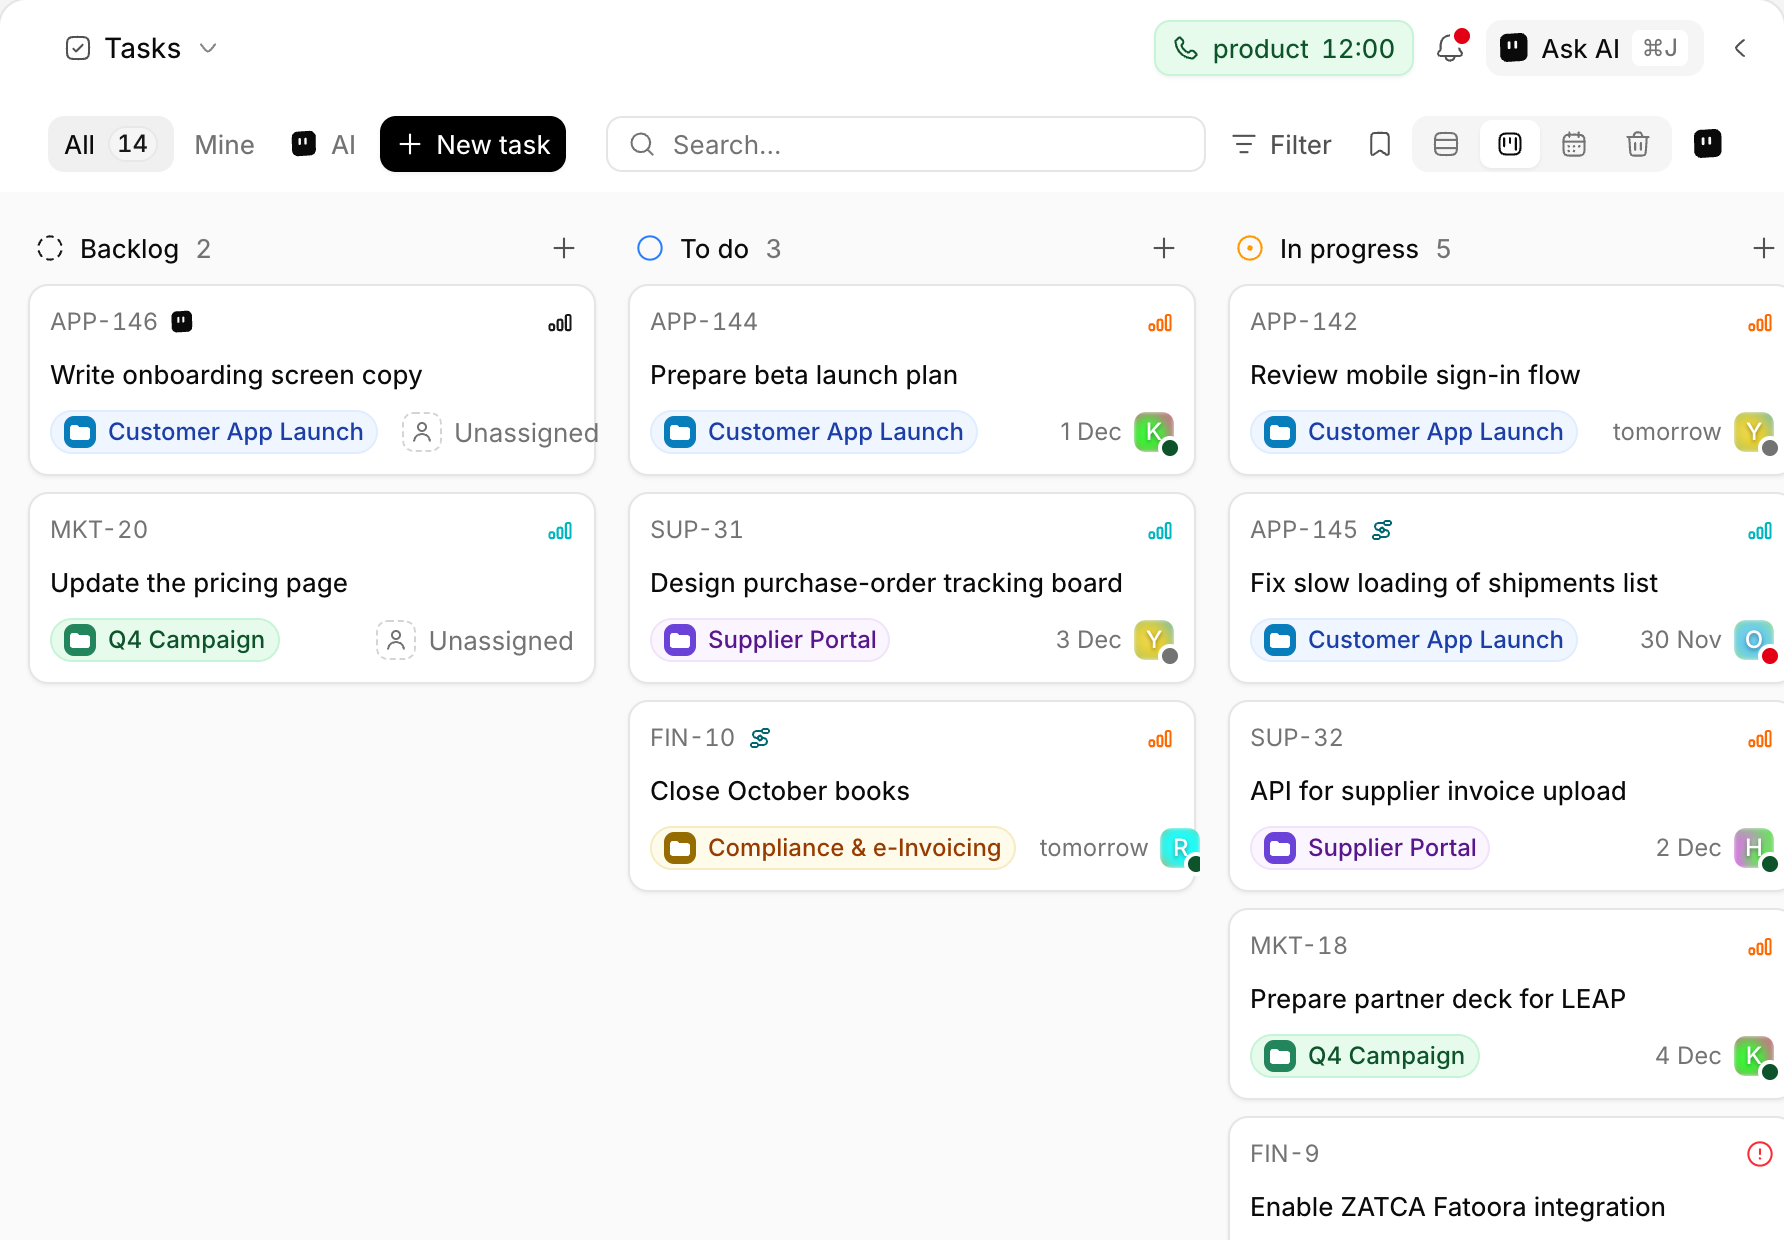 Tasks
product 12:00
Ask AI ⌘J
All 14
Mine
AI
+ New task
Search...
Filter
Backlog 2
APP-146
Write onboarding screen copy
Customer App Launch
Unassigned
MKT-20
Update the pricing page
Q4 Campaign
Unassigned
To do 3
APP-144
Prepare beta launch plan
Customer App Launch
1 Dec
K
SUP-31
Design purchase-order tracking board
Supplier Portal
3 Dec
Y
FIN-10
Close October books
Compliance & e-Invoicing
tomorrow
R
In progress 5
APP-142
Review mobile sign-in flow
Customer App Launch
tomorrow
Y
APP-145
Fix slow loading of shipments list
Customer App Launch
30 Nov
O
SUP-32
API for supplier invoice upload
Supplier Portal
2 Dec
H
MKT-18
Prepare partner deck for LEAP
Q4 Campaign
4 Dec
K
FIN-9
Enable ZATCA Fatoora integration